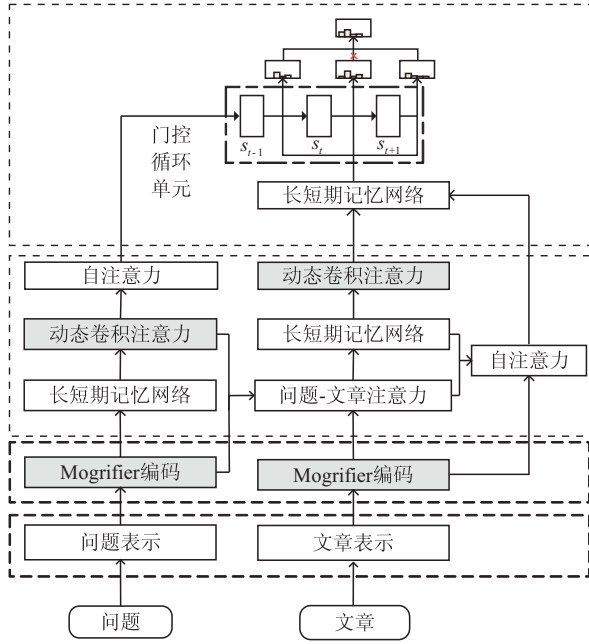 门控
循环
单元
s_{t-1}
s_t
s_{t+1}
长短期记忆网络
自注意力
动态卷积注意力
动态卷积注意力
长短期记忆网络
自注意力
长短期记忆网络
问题-文章注意力
Mogrifier编码
Mogrifier编码
问题表示
文章表示
问题
文章